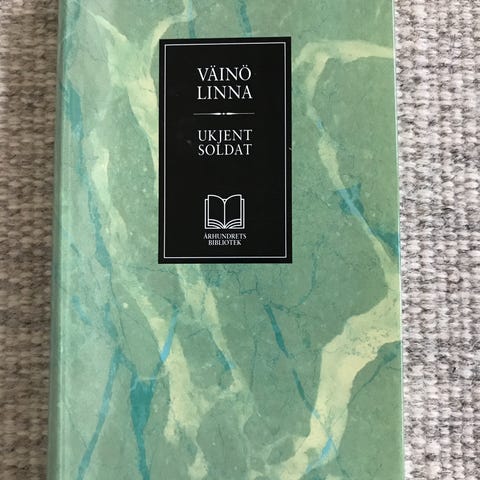 VÄINÖ
LINNA
UKJENT
SOLDAT
ÅRHUNDRETS
BIBLIOTEK